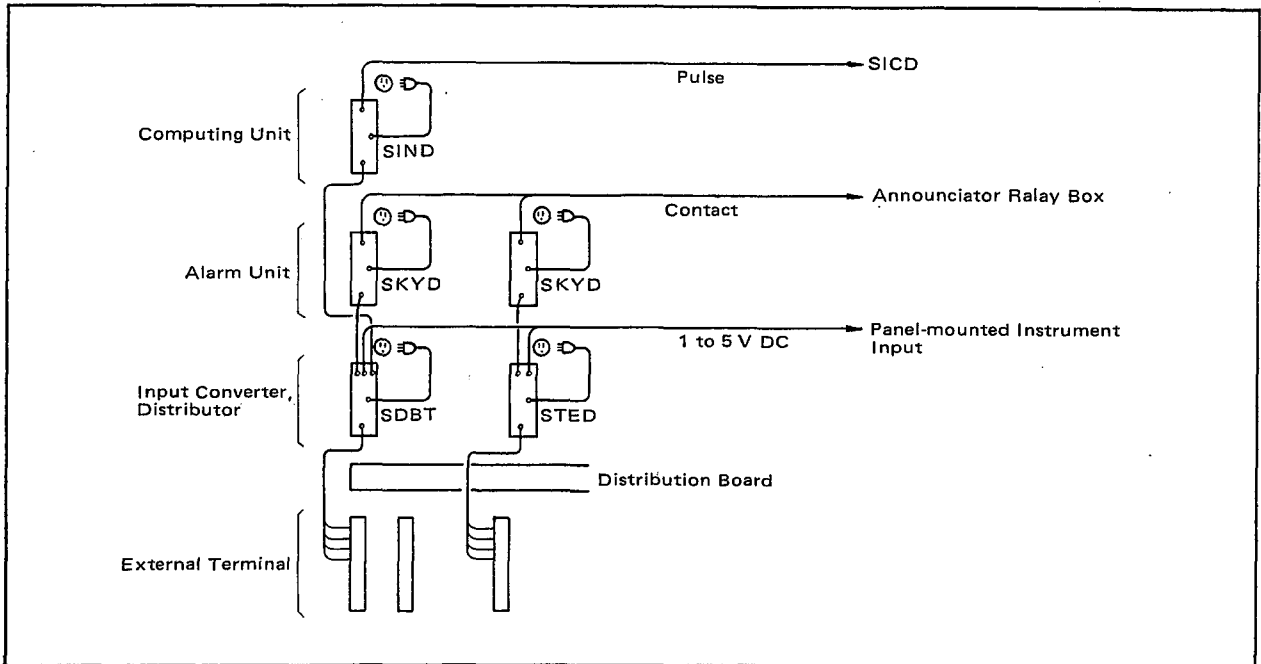 SICD
Pulse
Computing Unit
SIND
Announciator Ralay Box
Contact
Alarm Unit
SKYD
SKYD
Panel-mounted Instrument
Input
1 to 5 V DC
Input Converter,
Distributor
SDBT
STED
Distribution Board
External Terminal